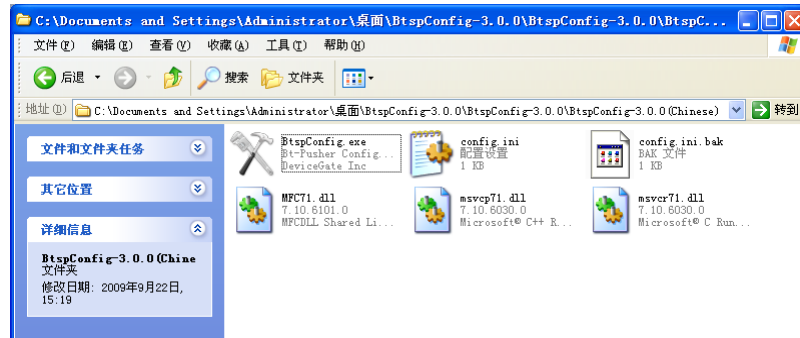 C:\Documents and Settings\Administrator\桌面\BtspConfig-3.0.0\BtspConfig-3.0.0\BtspC...
文件(F) 编辑(E) 查看(V) 收藏(A) 工具(T) 帮助(H)
后退 搜索 文件夹
地址(D) C:\Documents and Settings\Administrator\桌面\BtspConfig-3.0.0\BtspConfig-3.0.0\BtspConfig-3.0.0(Chinese) 转到
文件和文件夹任务
其它位置
详细信息
BtspConfig-3.0.0(Chine
文件夹
修改日期: 2009年9月22日,
15:19
BtspConfig.exe
Bt-Pusher Config...
DeviceGate Inc
config.ini
配置设置
1 KB
config.ini.bak
BAK 文件
1 KB
MFC71.dll
7.10.6101.0
MFCDLL Shared Li...
msvcp71.dll
7.10.6030.0
Microsoft® C++ R...
msvcr71.dll
7.10.6030.0
Microsoft® C Run...